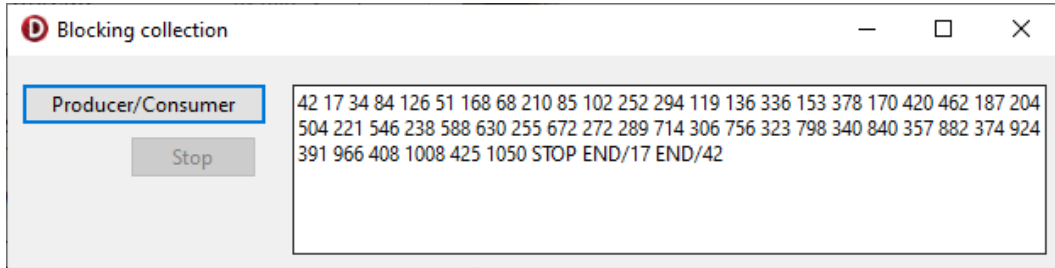 Blocking collection
Producer/Consumer
Stop
42 17 34 84 126 51 168 68 210 85 102 252 294 119 136 336 153 378 170 420 462 187 204
504 221 546 238 588 630 255 672 272 289 714 306 756 323 798 340 840 357 882 374 924
391 966 408 1008 425 1050 STOP END/17 END/42